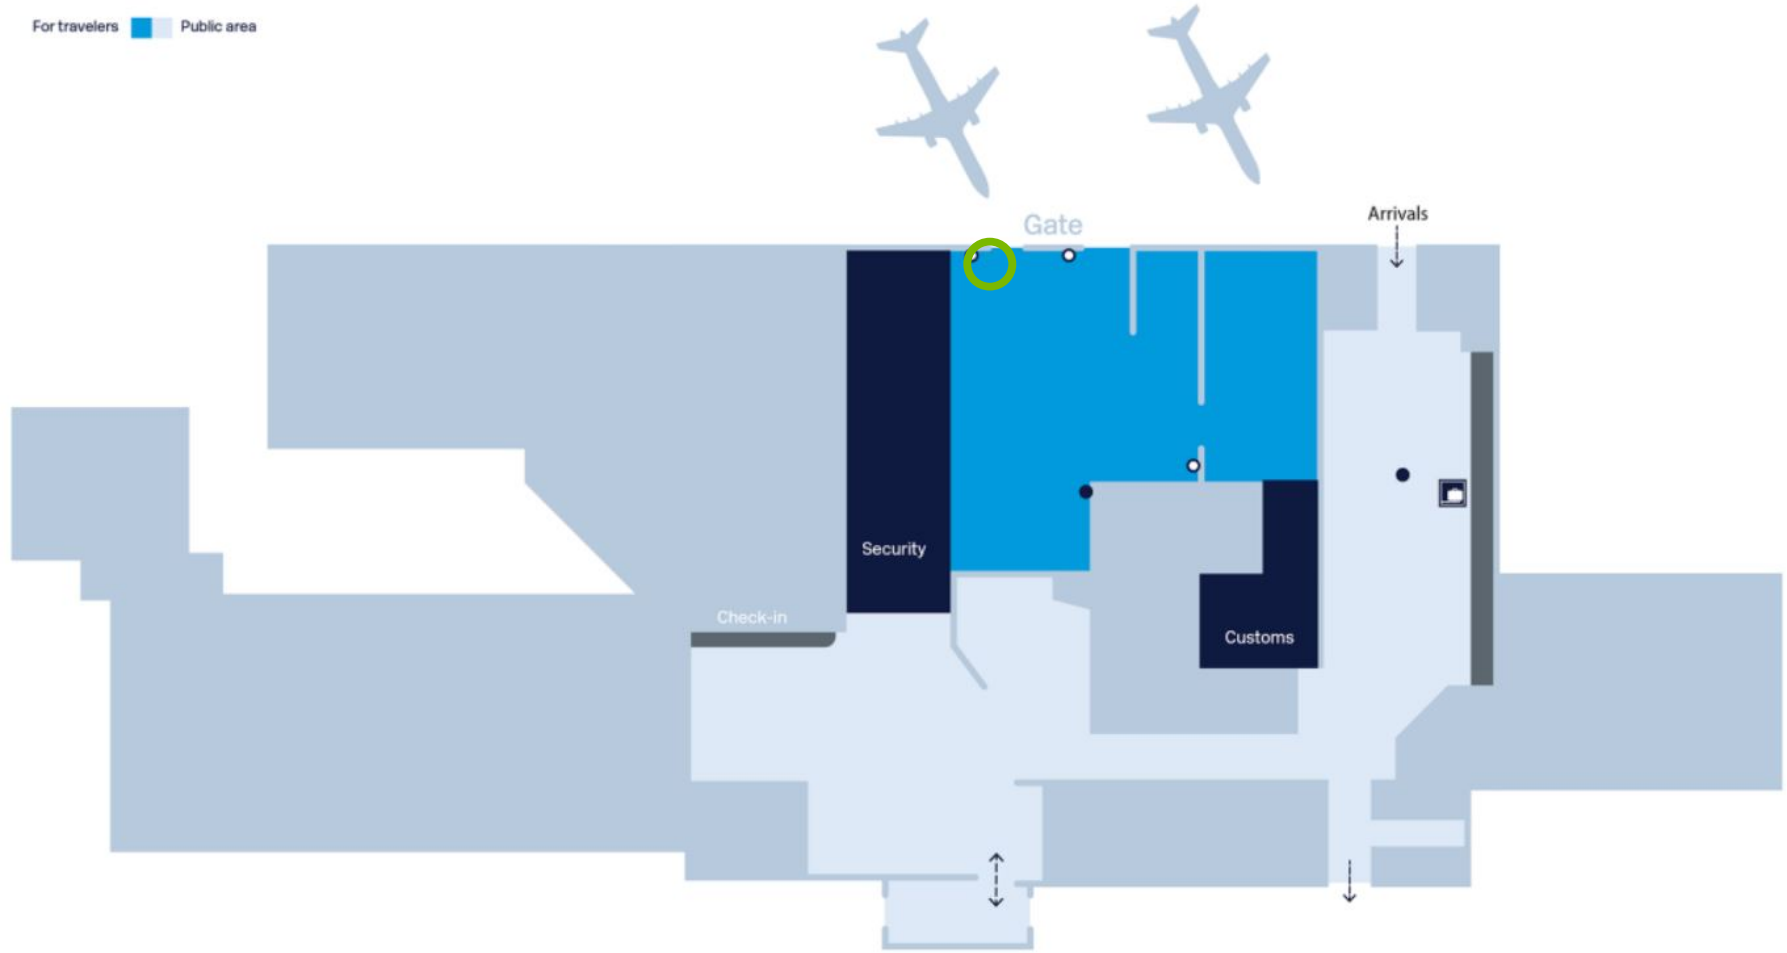 For travelers Public area
Arrivals
Gate
Security
Check-in
Customs